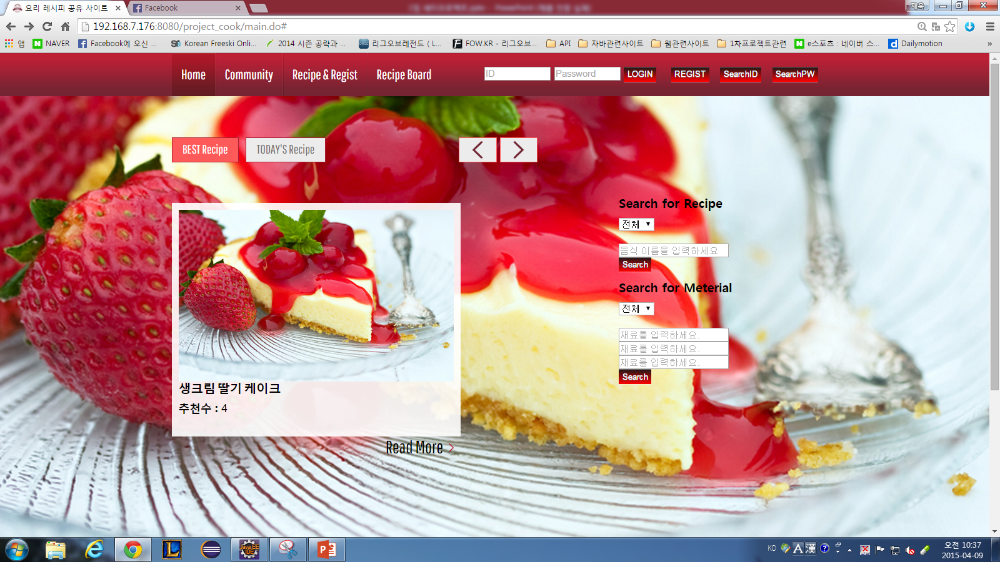 요리 레시피 공유 사이트
Facebook
재욱
192.168.7.176:8080/project_cook/main.do#
앱 NAVER Facebook에 오신 ... Korean Freeski Onli... 2014 시즌 공략과 ... 리그오브레전드 ( L... FOW.KR - 리그오브... API 자바관련사이트 웹관련사이트 1차프로젝트관련 e스포츠 : 네이버 스... Dailymotion »
Home Community Recipe & Regist Recipe Board ID Password LOGIN REGIST SearchID SearchPW
BEST Recipe TODAY'S Recipe
생크림 딸기 케이크
추천수 : 4
Read More
Search for Recipe
전체
음식 이름을 입력하세요
Search
Search for Meterial
전체
재료를 입력하세요.
재료를 입력하세요.
재료를 입력하세요.
Search
Java EE
IDE
KO A 漢
오전 10:37
2015-04-09